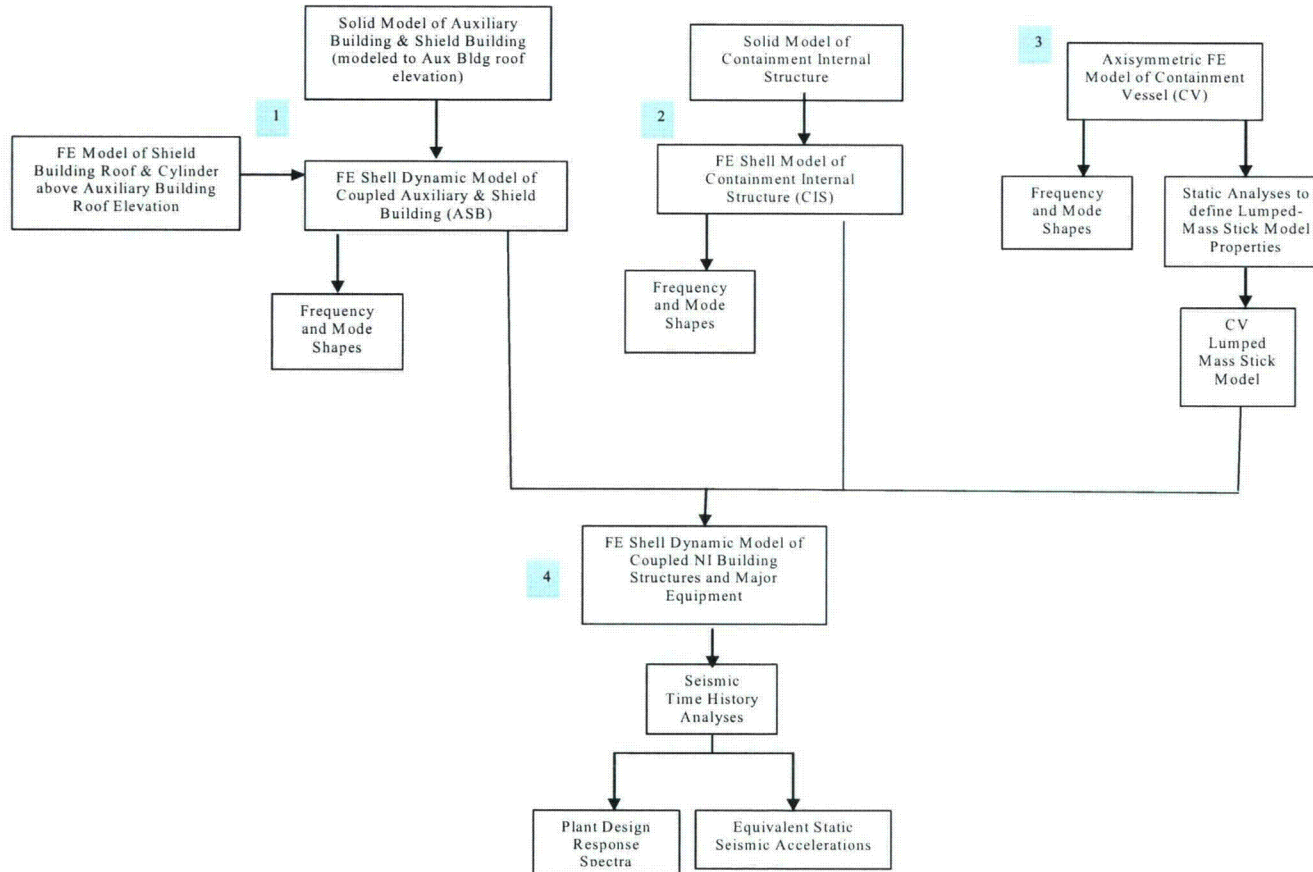 Solid Model of Auxiliary
Building & Shield Building
(modeled to Aux Bldg roof
elevation)
Solid Model of
Containment Internal
Structure
3
Axisymmetric FE
Model of Containment
Vessel (CV)
1
2
FE Model of Shield
Building Roof & Cylinder
above Auxiliary Building
Roof Elevation
FE Shell Dynamic Model of
Coupled Auxiliary & Shield
Building (ASB)
FE Shell Model of
Containment Internal
Structure (CIS)
Frequency
and Mode
Shapes
Static Analyses to
define Lumped-
Mass Stick Model
Properties
Frequency
and Mode
Shapes
Frequency
and Mode
Shapes
CV
Lumped
Mass Stick
Model
4
FE Shell Dynamic Model of
Coupled NI Building
Structures and Major
Equipment
Seismic
Time History
Analyses
Plant Design
Response
Spectra
Equivalent Static
Seismic Accelerations